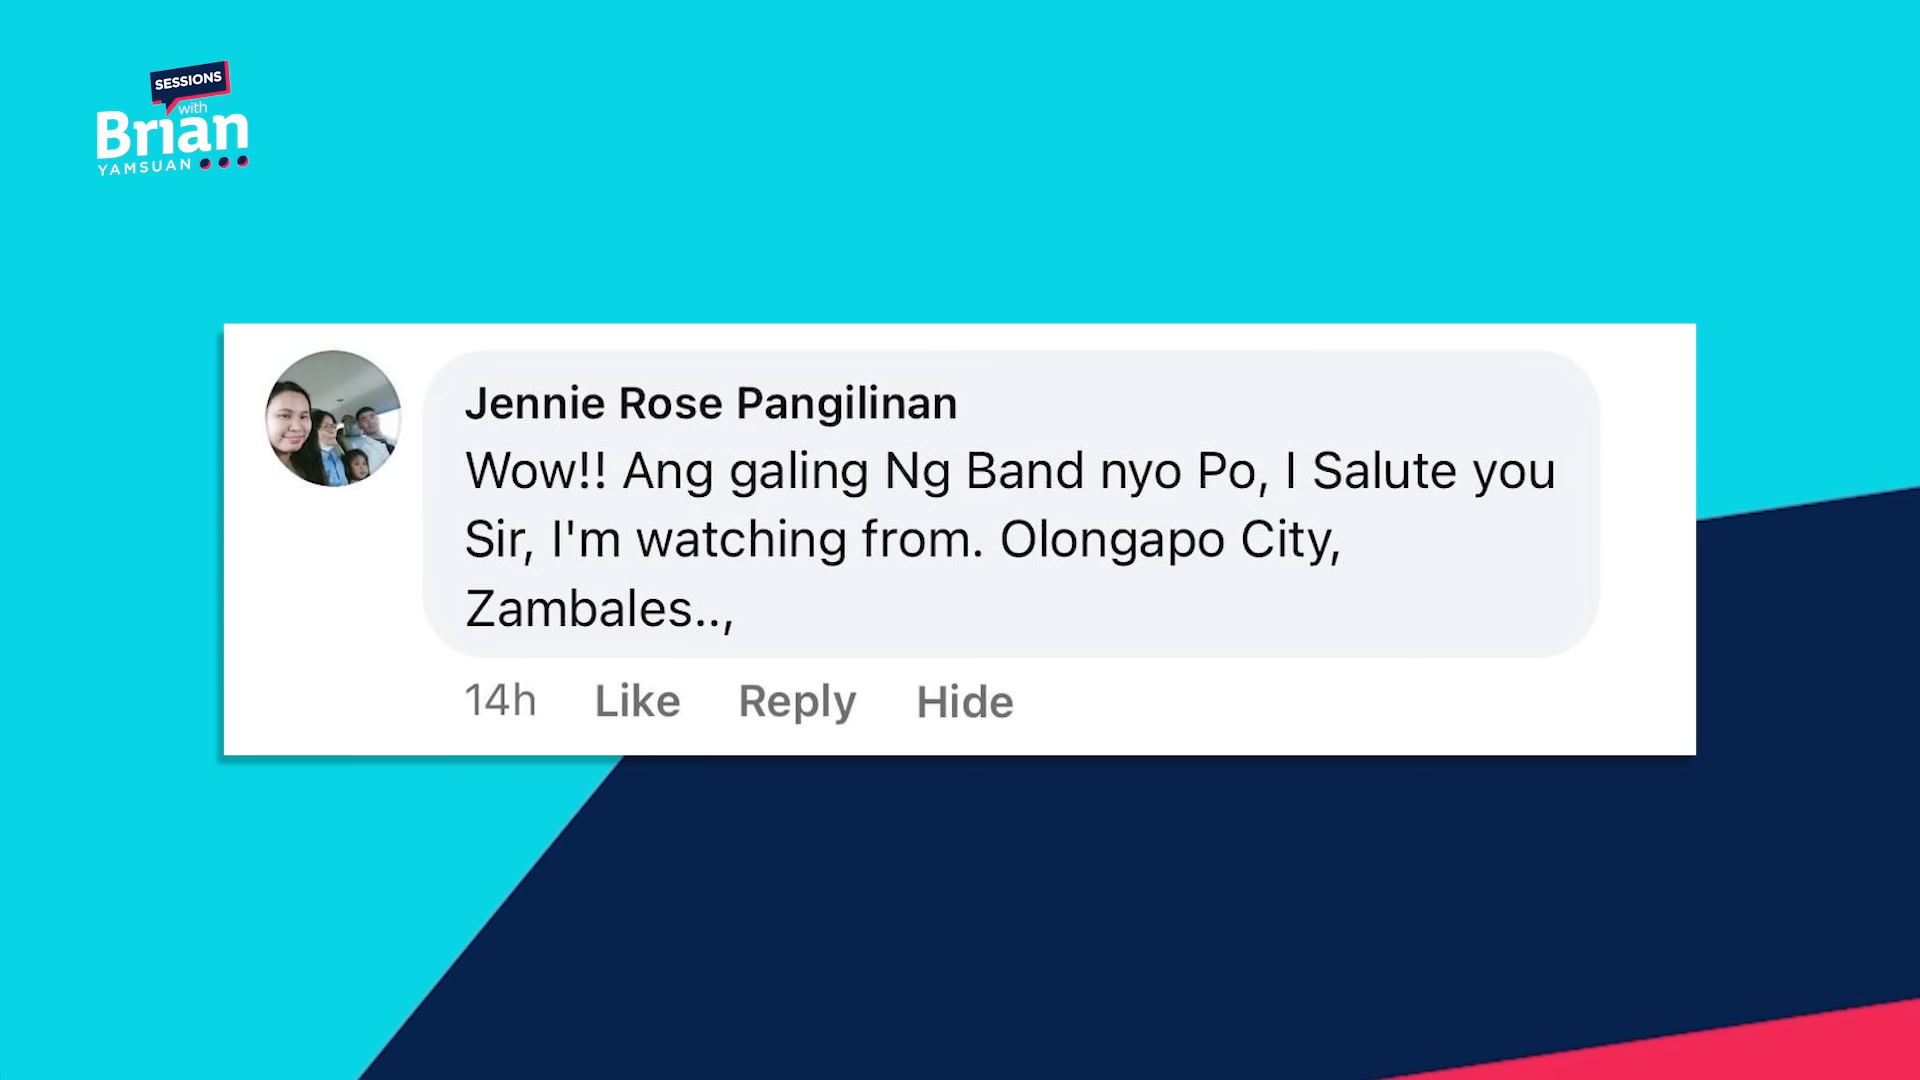 SESSIONS
with
Brian
YAMSUAN
Jennie Rose Pangilinan
Wow!! Ang galing Ng Band nyo Po, I Salute you
Sir, I'm watching from. Olongapo City,
Zambales..,
14h Like Reply Hide